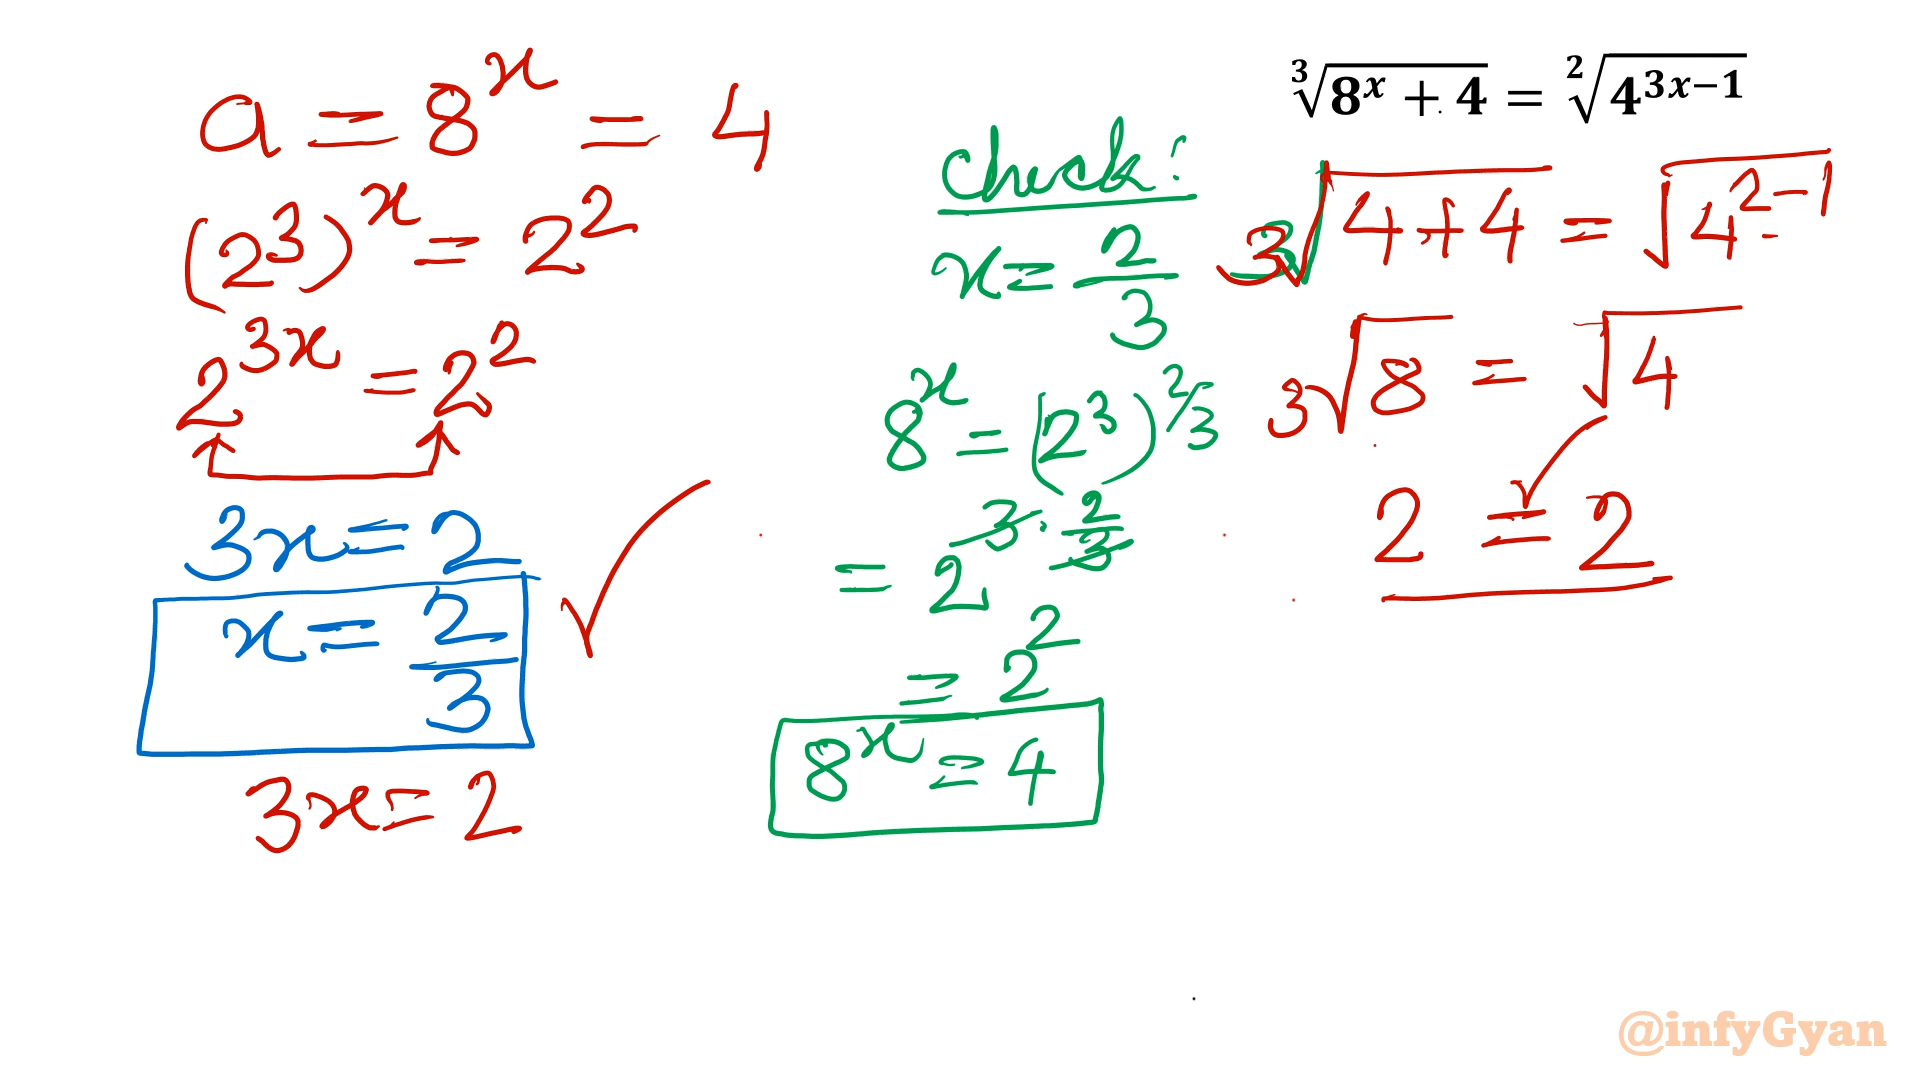 a = 8^x = 4
(2^3)^x = 2^2
2^{3x} = 2^2
3x = 2
x = 2/3
3x = 2
check:
x = 2/3
8^x = (2^3)^{2/3}
= 2^{3·2/3}
= 2^2
8^x = 4
∛(8^x + 4) = ²√(4^{3x−1})
∛(4+4) = √(4^{2−1})
∛8 = √4
2 = 2
@infyGyan